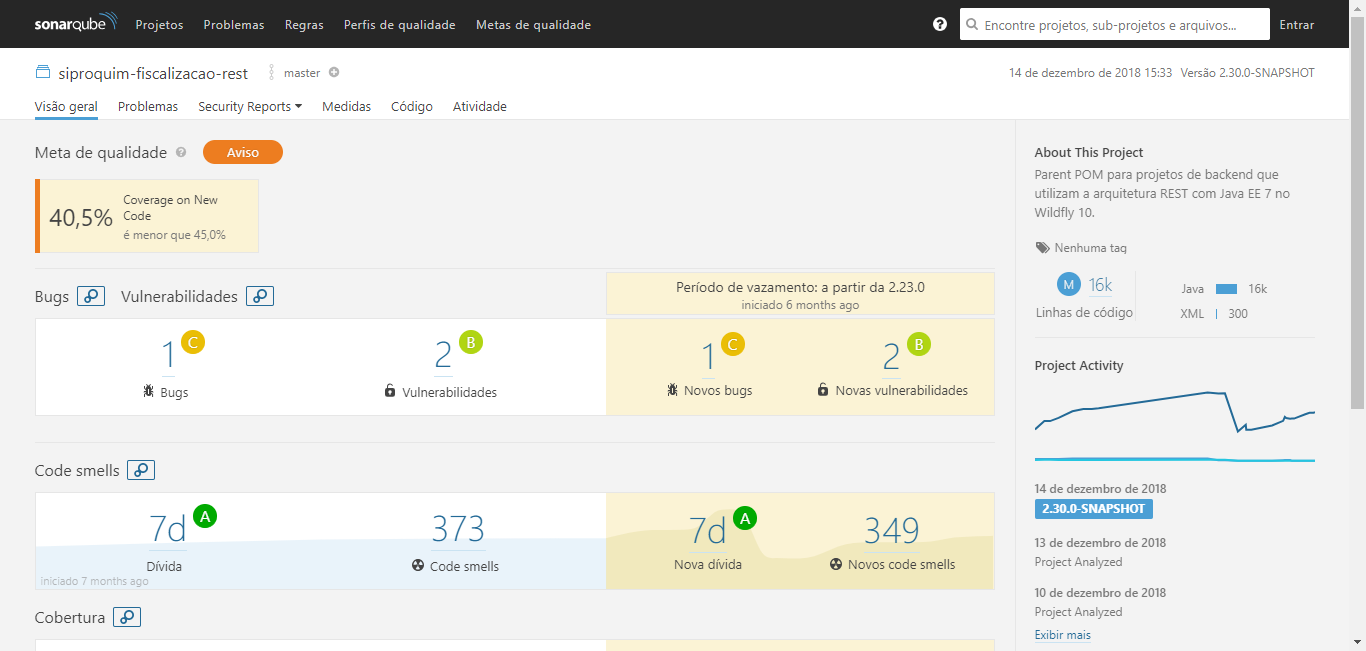 sonarqube Projetos Problemas Regras Perfis de qualidade Metas de qualidade Encontre projetos, sub-projetos e arquivos... Entrar
siproquim-fiscalizacao-rest master 14 de dezembro de 2018 15:33 Versão 2.30.0-SNAPSHOT
Visão geral Problemas Security Reports Medidas Código Atividade
Meta de qualidade Aviso
40,5%
Coverage on New
Code
é menor que 45,0%
Bugs Vulnerabilidades
Período de vazamento: a partir da 2.23.0
iniciado 6 months ago
1 C
Bugs
2 B
Vulnerabilidades
1 C
Novos bugs
2 B
Novas vulnerabilidades
Code smells
7d A
Dívida
373
Code smells
iniciado 7 months ago
7d A
Nova dívida
349
Novos code smells
Cobertura
About This Project
Parent POM para projetos de backend que
utilizam a arquitetura REST com Java EE 7 no
Wildfly 10.
Nenhuma tag
M 16k
Linhas de código
Java 16k
XML 300
Project Activity
14 de dezembro de 2018
2.30.0-SNAPSHOT
13 de dezembro de 2018
Project Analyzed
10 de dezembro de 2018
Project Analyzed
Exibir mais